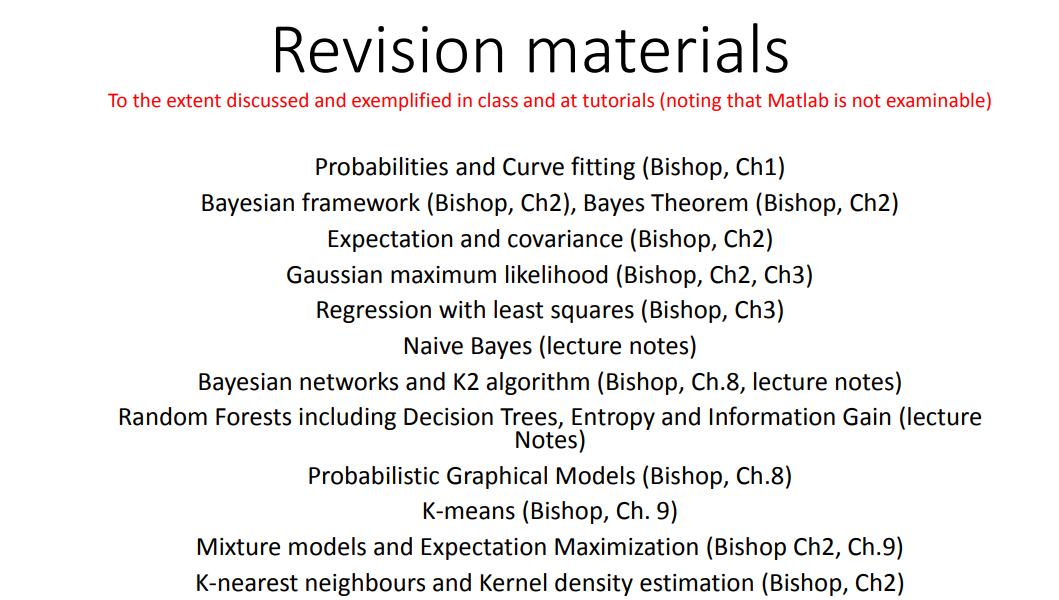 Revision materials
To the extent discussed and exemplified in class and at tutorials (noting that Matlab is not examinable)
Probabilities and Curve fitting (Bishop, Ch1)
Bayesian framework (Bishop, Ch2), Bayes Theorem (Bishop, Ch2)
Expectation and covariance (Bishop, Ch2)
Gaussian maximum likelihood (Bishop, Ch2, Ch3)
Regression with least squares (Bishop, Ch3)
Naive Bayes (lecture notes)
Bayesian networks and K2 algorithm (Bishop, Ch.8, lecture notes)
Random Forests including Decision Trees, Entropy and Information Gain (lecture
Notes)
Probabilistic Graphical Models (Bishop, Ch.8)
K-means (Bishop, Ch. 9)
Mixture models and Expectation Maximization (Bishop Ch2, Ch.9)
K-nearest neighbours and Kernel density estimation (Bishop, Ch2)